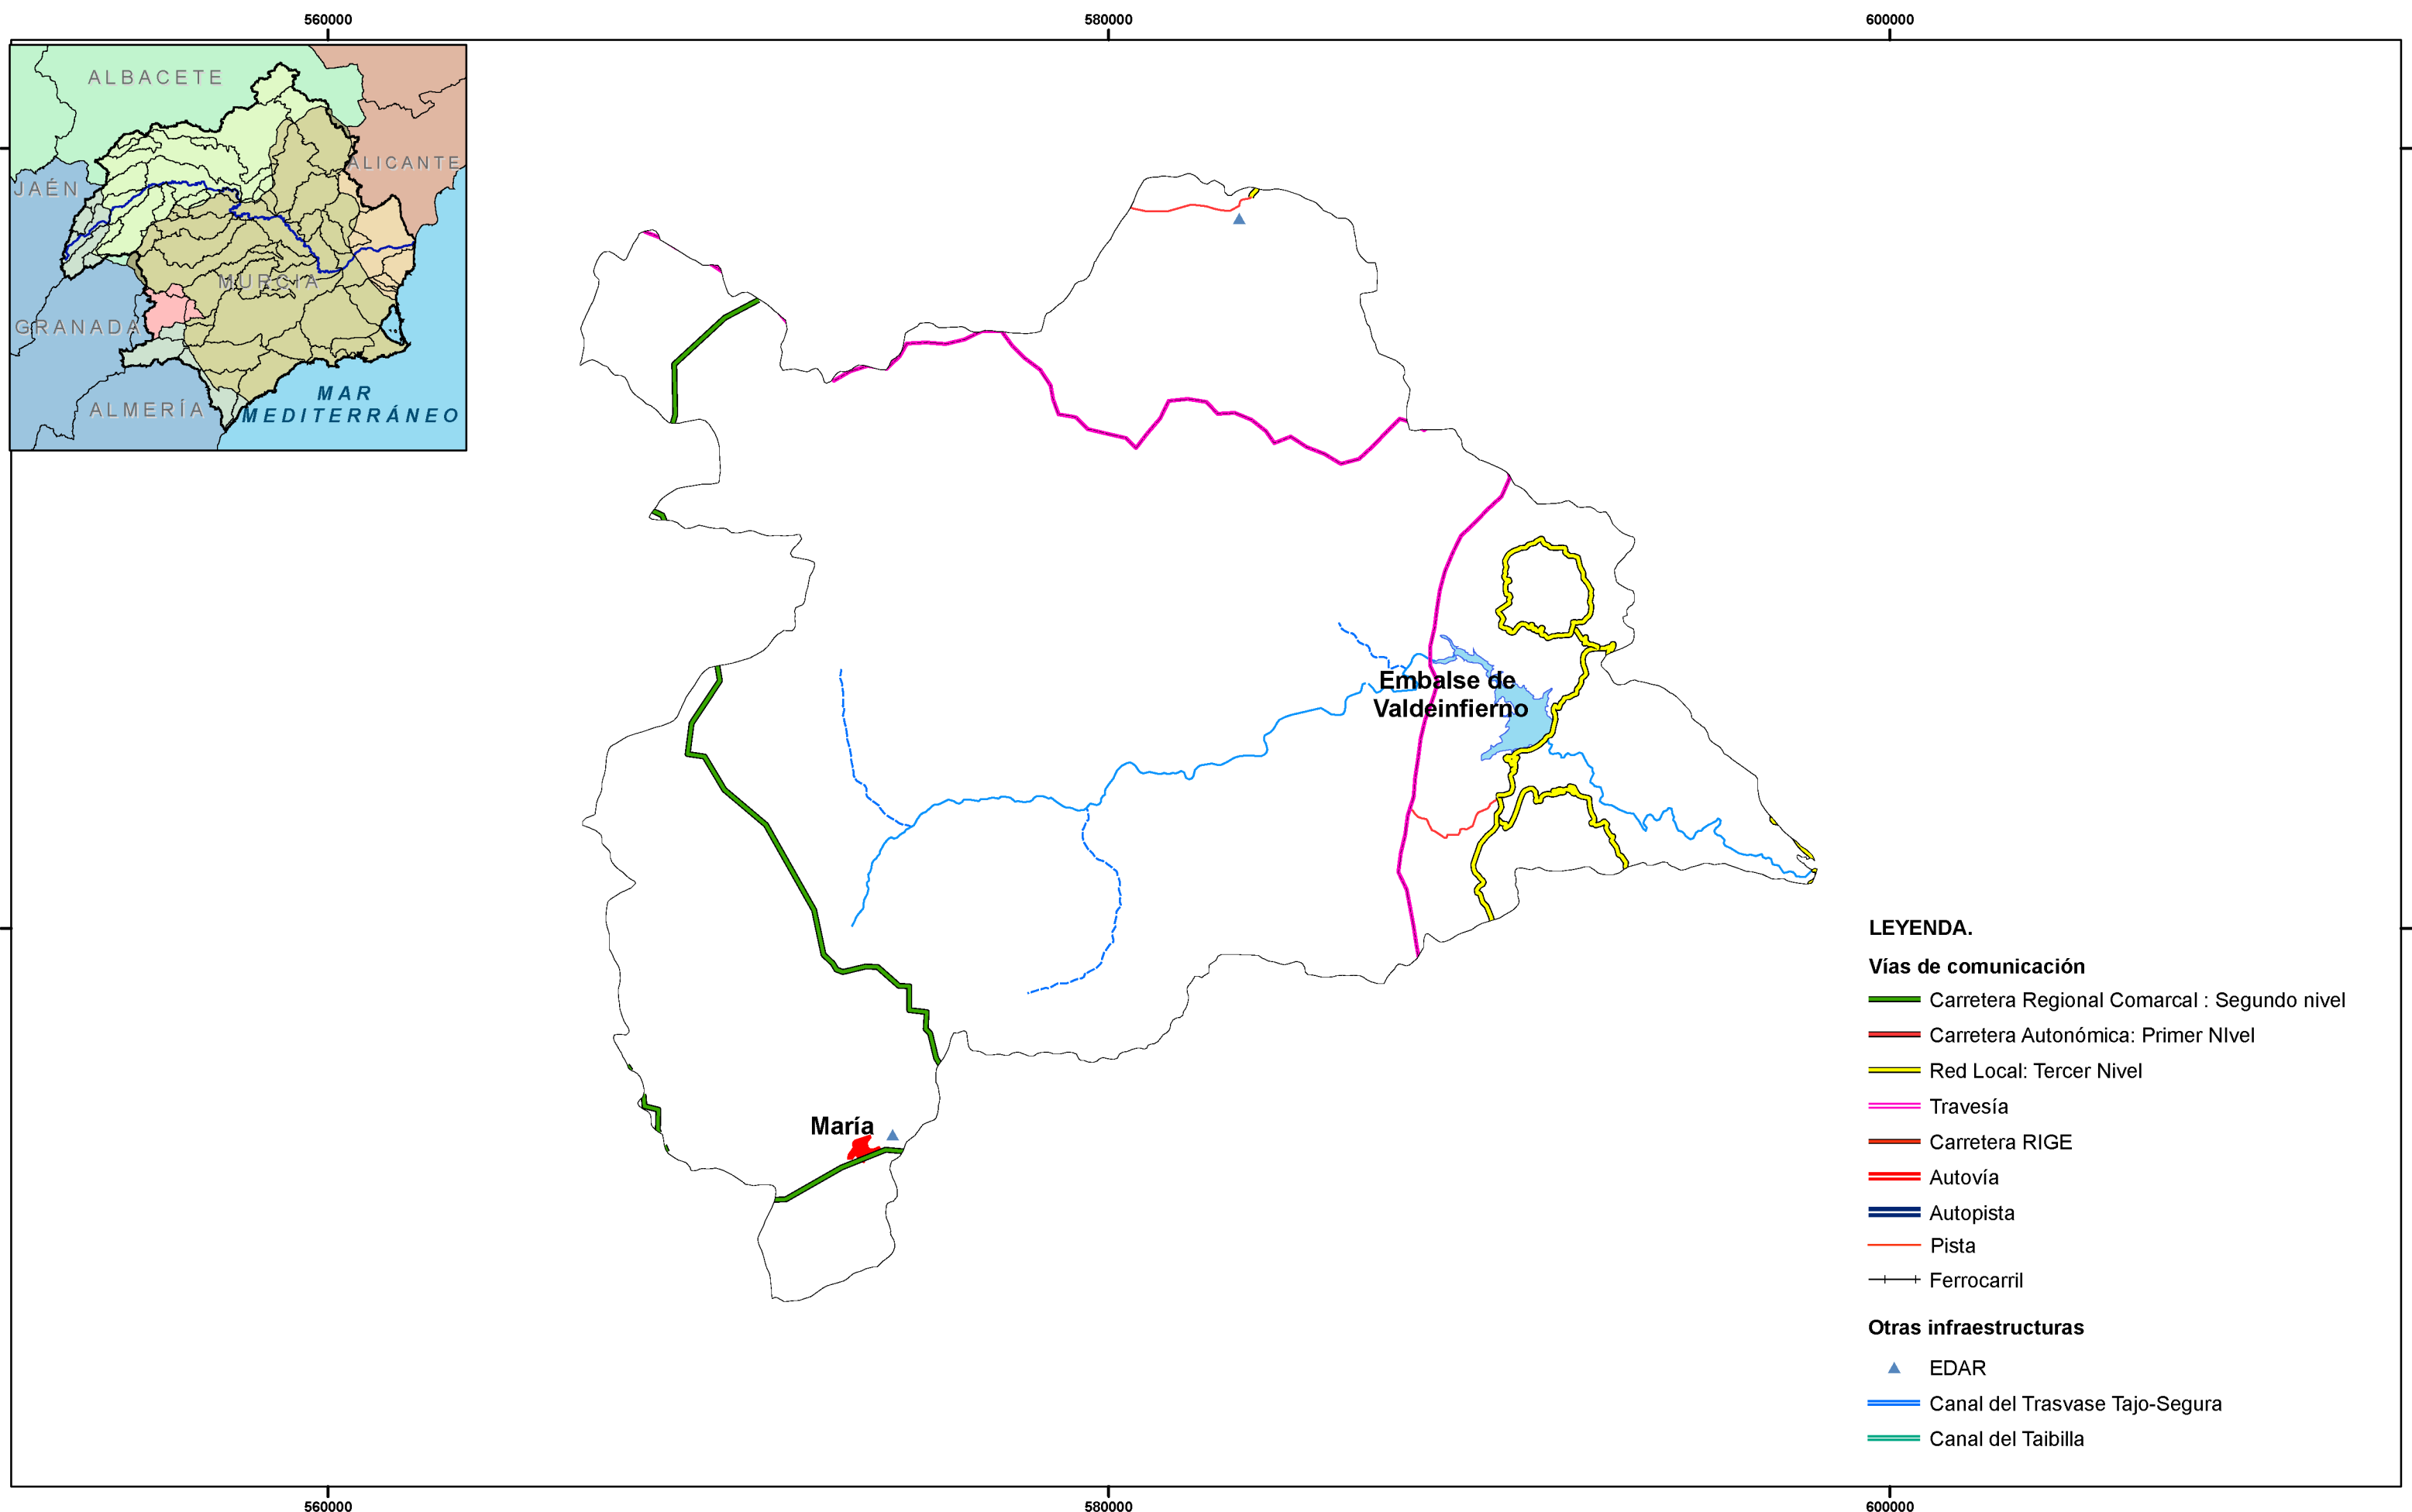 560000 580000 600000
ALBACETE
ALICANTE
JAÉN
MURCIA
GRANADA
MAR
MEDITERRÁNEO
ALMERÍA
Embalse de
Valdeinfierno
María
LEYENDA.
Vías de comunicación
Carretera Regional Comarcal : Segundo nivel
Carretera Autonómica: Primer NIvel
Red Local: Tercer Nivel
Travesía
Carretera RIGE
Autovía
Autopista
Pista
Ferrocarril
Otras infraestructuras
EDAR
Canal del Trasvase Tajo-Segura
Canal del Taibilla
560000 580000 600000